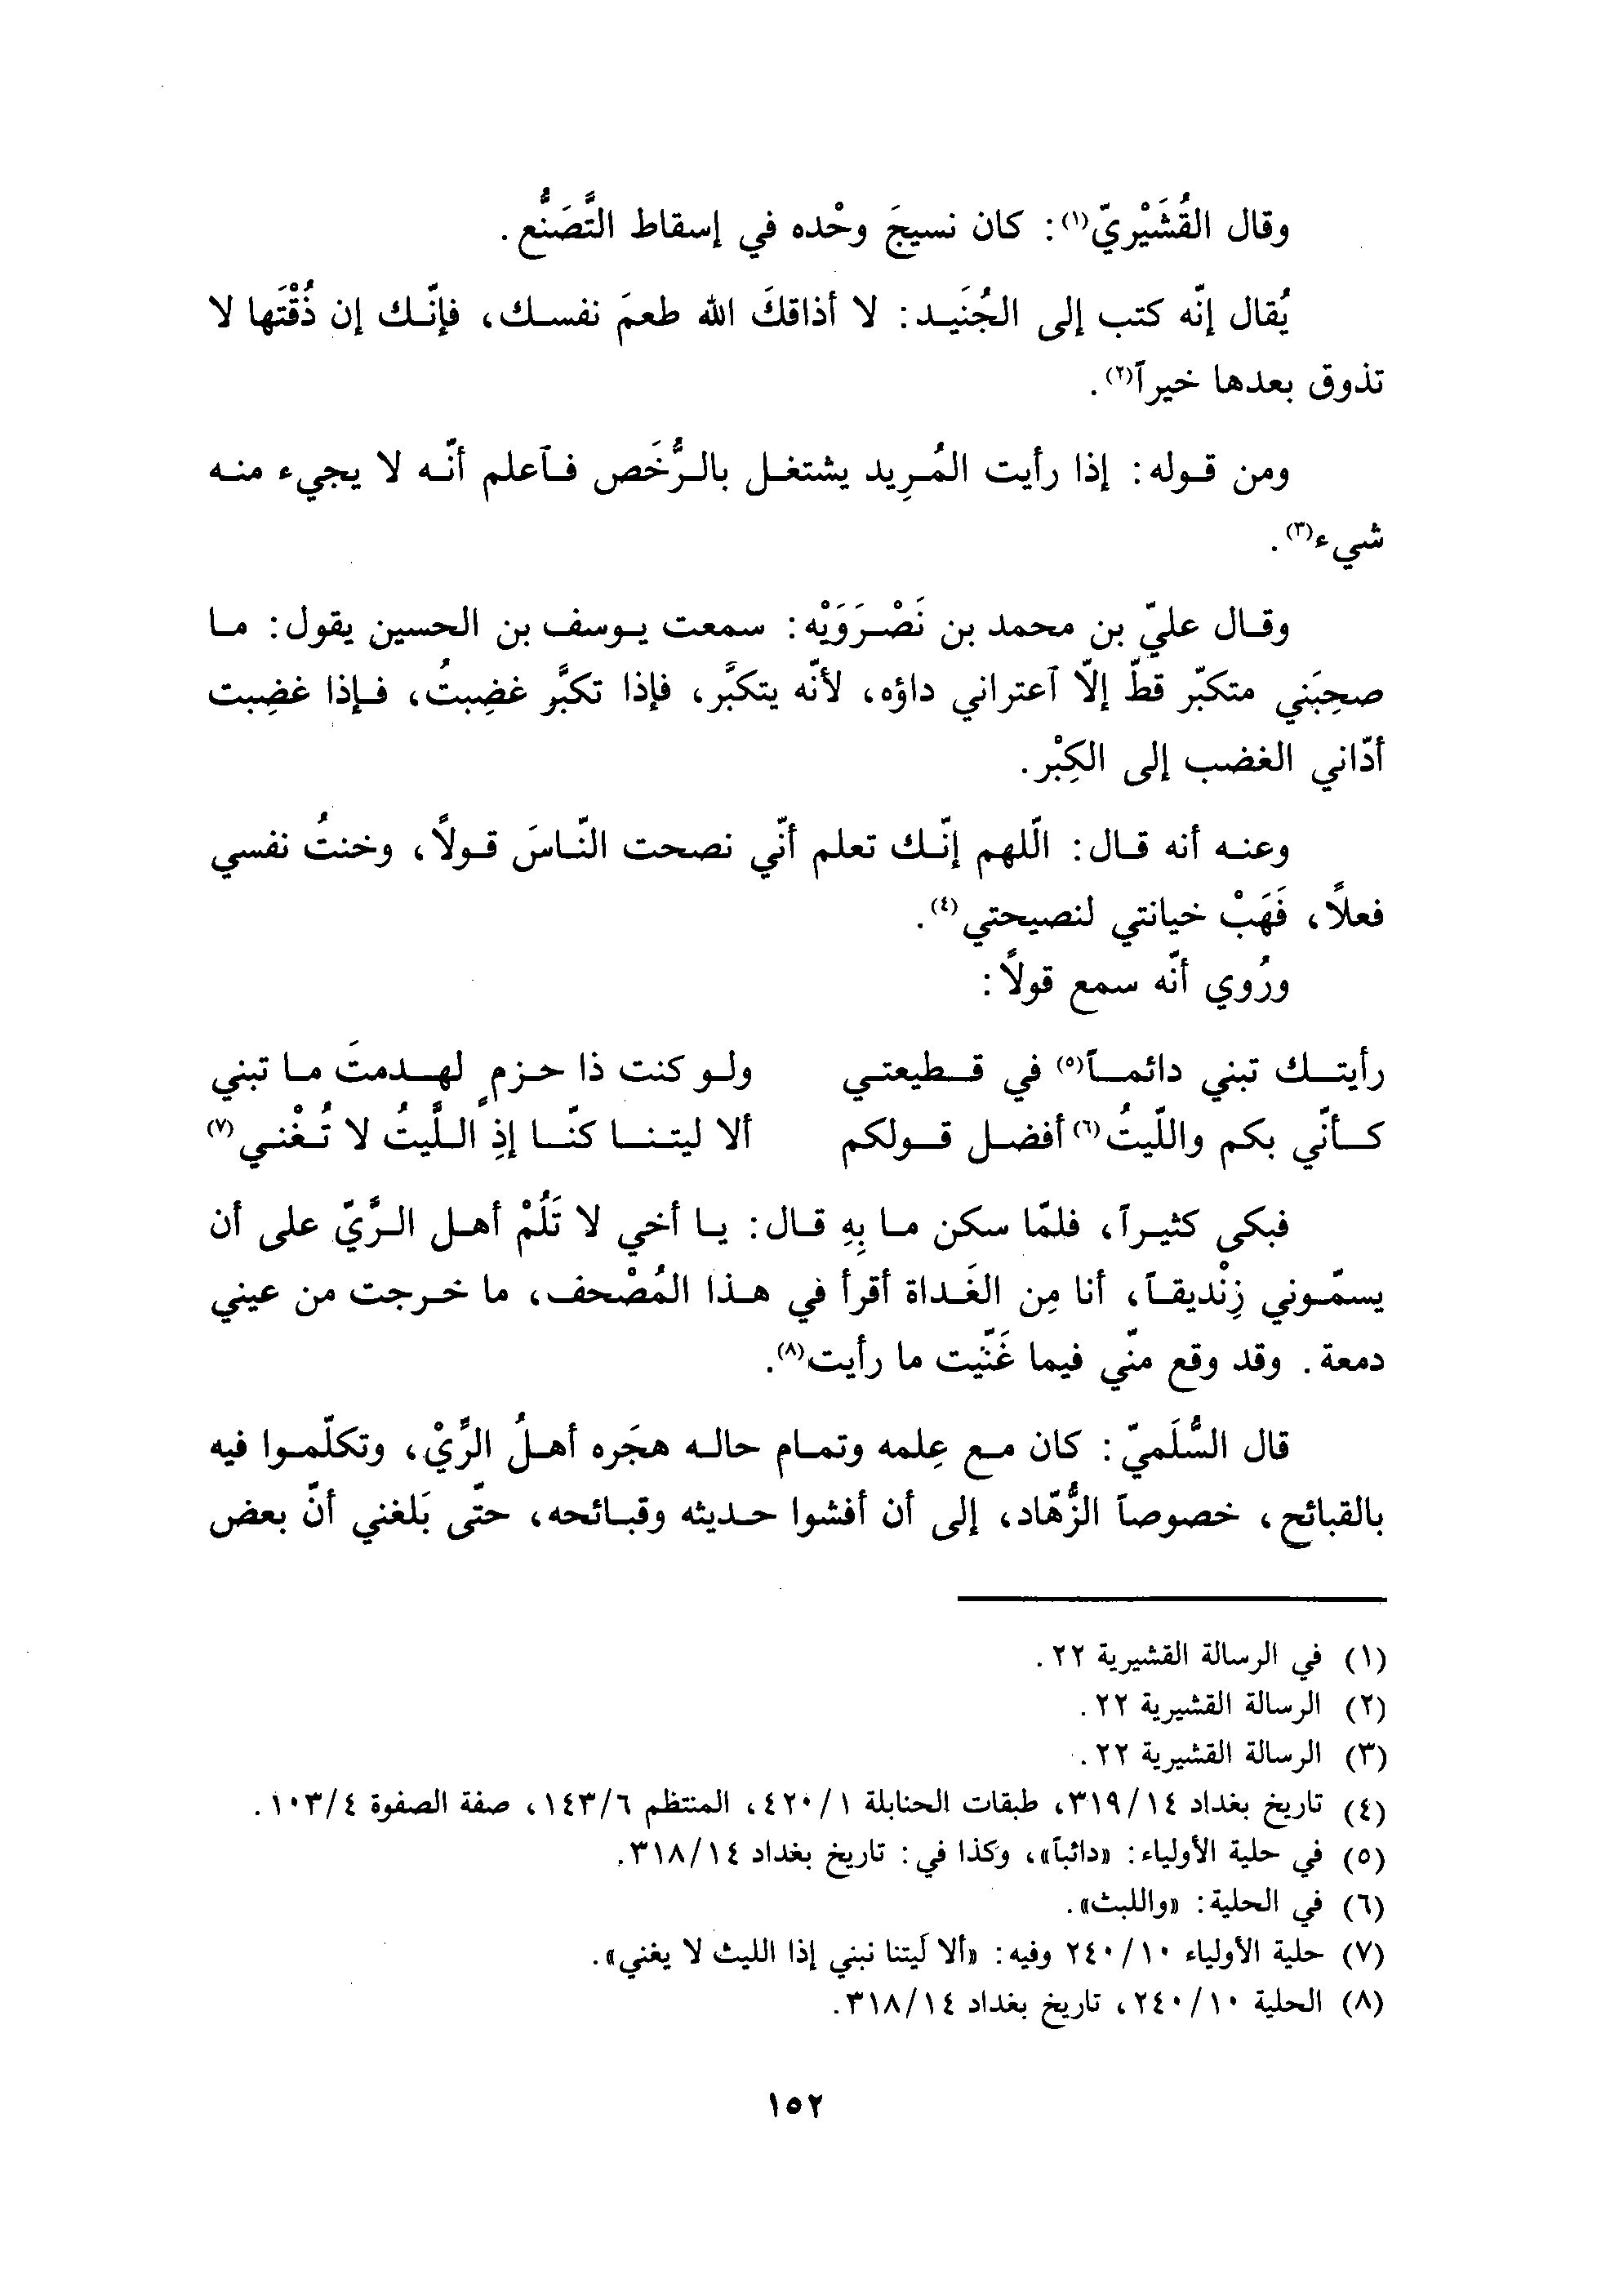 وقال القُشَيْريّ(١): كان نسيجَ وحْده في إسقاط التَّصَنُّع.
يُقال إنّه كتب إلى الجُنَيد: لا أذاقكَ الله طعمَ نفسك، فإنّك إن ذُقْتَها لا
تذوق بعدها خيراً(٢).
ومن قوله: إذا رأيت المُرِيد يشتغل بالرُّخَص فآعلم أنّه لا يجيء منه
شيء(٣).
وقال عليّ بن محمد بن نَصْرَوَيْه: سمعت يوسف بن الحسين يقول: ما
صحِبَني متكبّر قطّ إلّا آعتراني داؤه، لأنّه يتكبَّر، فإذا تكبَّر غضِبتُ، فإذا غضِبت
أدّاني الغضب إلى الكِبْر.
وعنه أنه قال: الّلهم إنّك تعلم أنّي نصحت النّاسَ قولاً، وخنتُ نفسي
فعلاً، فَهَبْ خيانتي لنصيحتي(٤).
ورُوي أنّه سمع قولاً:
رأيتك تبني دائماً(٥) في قطيعتي ولو كنت ذا حزمٍ لهدمتَ ما تبني
كأنّي بكم واللّيتُ(٦) أفضل قولكم ألا ليتنا كنّا إذِ اللَّيتُ لا تُغْني(٧)
فبكى كثيراً، فلمّا سكن ما بِهِ قال: يا أخي لا تَلُمْ أهل الرَّيّ على أن
يسمّوني زِنْديقاً، أنا مِن الغَداة أقرأ في هذا المُصْحف، ما خرجت من عيني
دمعة. وقد وقع منّي فيما غَنَّيت ما رأيت(٨).
قال السُّلَميّ: كان مع عِلمه وتمام حاله هجَره أهلُ الرَّيْ، وتكلّموا فيه
بالقبائح، خصوصاً الزُّهّاد، إلى أن أفشوا حديثه وقبائحه، حتّى بَلغني أنّ بعض
(١) في الرسالة القشيرية ٢٢.
(٢) الرسالة القشيرية ٢٢.
(٣) الرسالة القشيرية ٢٢.
(٤) تاريخ بغداد ٣١٩/١٤، طبقات الحنابلة ٤٢٠/١، المنتظم ١٤٣/٦، صفة الصفوة ١٠٣/٤.
(٥) في حلية الأولياء: «دائباً»، وكذا في: تاريخ بغداد ٣١٨/١٤.
(٦) في الحلية: «واللبث».
(٧) حلية الأولياء ٢٤٠/١٠ وفيه: «ألا لَيتنا نبني إذا الليث لا يغني».
(٨) الحلية ٢٤٠/١٠، تاريخ بغداد ٣١٨/١٤.
١٥٢